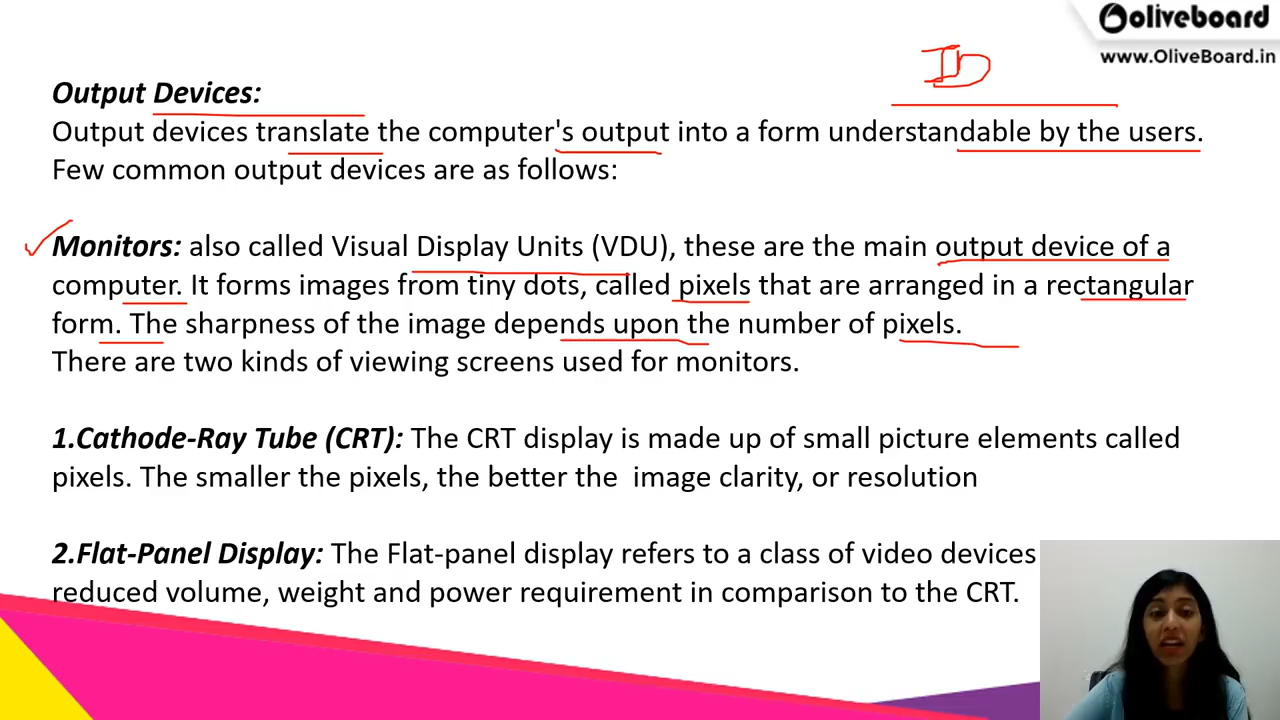 oliveboard
www.OliveBoard.in
ID
Output Devices:
Output devices translate the computer's output into a form understandable by the users.
Few common output devices are as follows:
Monitors: also called Visual Display Units (VDU), these are the main output device of a
computer. It forms images from tiny dots, called pixels that are arranged in a rectangular
form. The sharpness of the image depends upon the number of pixels.
There are two kinds of viewing screens used for monitors.
1.Cathode-Ray Tube (CRT): The CRT display is made up of small picture elements called
pixels. The smaller the pixels, the better the image clarity, or resolution
2.Flat-Panel Display: The Flat-panel display refers to a class of video devices
reduced volume, weight and power requirement in comparison to the CRT.